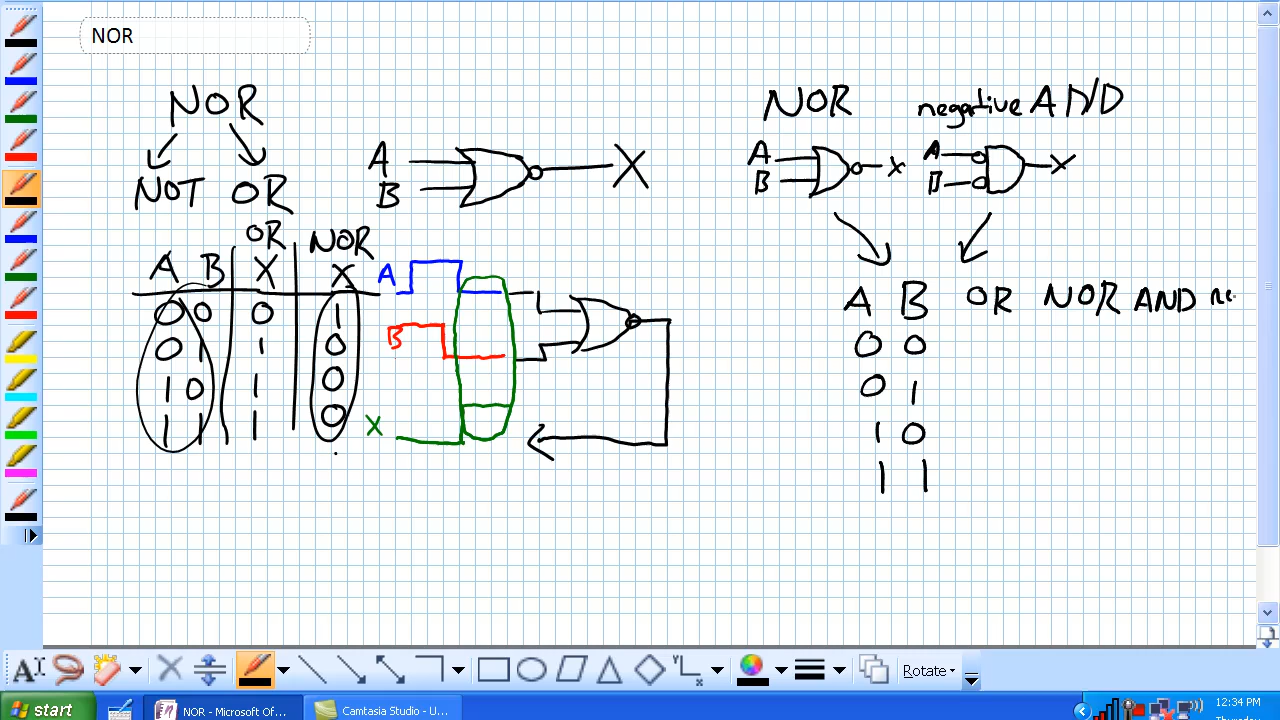 NOR
NOR
NOT OR
A
B
X
OR NOR
A B X X
0 0 0 1
0 1 1 0
1 0 1 0
1 1 1 0
A
B
X
NOR negative AND
A
B
X
A
B
X
A B OR NOR AND ne
0 0
0 1
1 0
1 1
Rotate
start
NOR - Microsoft Of...
Camtasia Studio - U...
12:34 PM